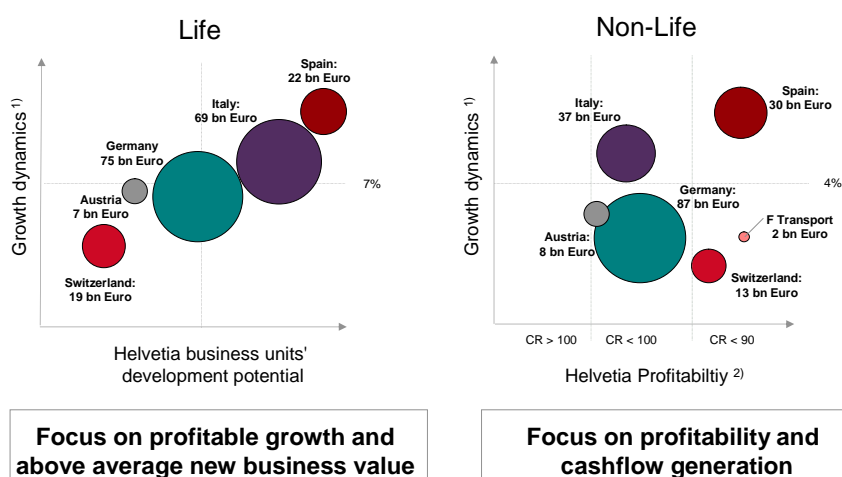 Life
Growth dynamics 1)
Spain:
22 bn Euro
Italy:
69 bn Euro
Germany
75 bn Euro
7%
Austria
7 bn Euro
Switzerland:
19 bn Euro
Helvetia business units'
development potential
Focus on profitable growth and
above average new business value
Non-Life
Growth dynamics 1)
Spain:
30 bn Euro
Italy:
37 bn Euro
4%
Germany:
87 bn Euro
F Transport
2 bn Euro
Austria:
8 bn Euro
Switzerland:
13 bn Euro
CR > 100
CR < 100
CR < 90
Helvetia Profitabiltiy 2)
Focus on profitability and
cashflow generation